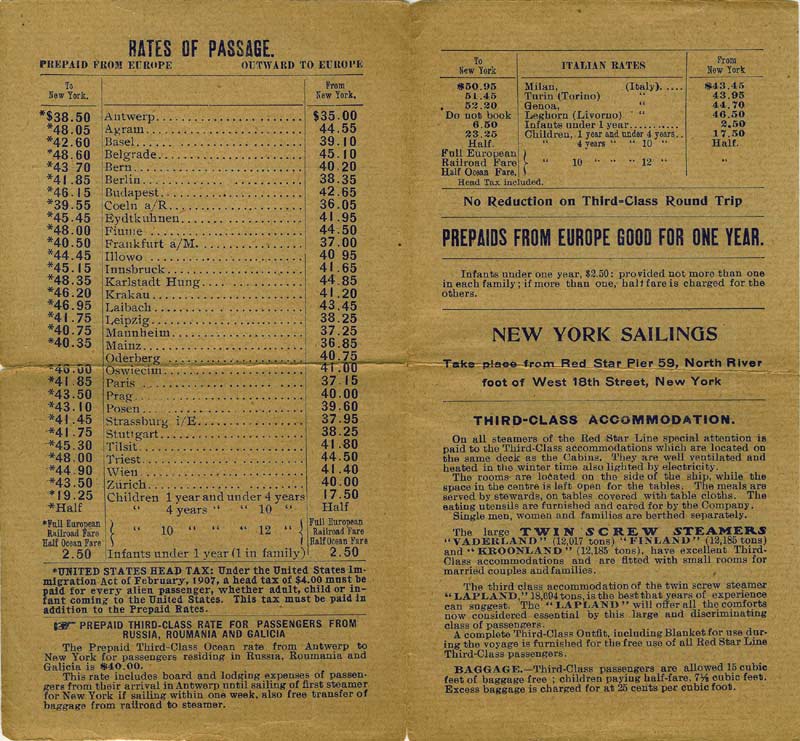 RATES OF PASSAGE.
PREPAID FROM EUROPE OUTWARD TO EUROPE
To New York. From New York.
*$38.50 Antwerp $35.00
*48.05 Agram 44.55
*42.60 Basel 39.10
*48.60 Belgrade 45.10
*43 70 Bern 40.20
*41.85 Berlin 38.35
*46.15 Budapest 42.65
*39.55 Coeln a/R. 36.05
*45.45 Eydtkuhnen 41.95
*48.00 Fiume 44.50
*40.50 Frankfurt a/M. 37.00
*44.45 Illowo 40 95
*45.15 Innsbruck 41.65
*48.35 Karlstadt Hung. 44.85
*46.20 Krakau 41.20
*46.95 Laibach 43.45
*41.75 Leipzig 38.25
*40.75 Mannheim 37.25
*40.35 Mainz 36.85
Oderberg 40.75
Oswiecim 41.00
*41 85 Paris 37 15
*43.50 Prag 40.00
*43.10 Posen 39.60
*41.45 Strassburg i/E. 37.95
*41.75 Stuttgart 38.25
*45.30 Tilsit 41.80
*48.00 Triest 44.50
*44 90 Wien 41.40
*43.50 Zürich 40.00
*19.25 Children 1 year and under 4 years 17.50
*Half " 4 years " " 10 " Half
*Full European Railroad Fare Half Ocean Fare } " 10 " " " 12 " { Full European Railroad Fare Half Ocean Fare
2.50 Infants under 1 year (1 in family) 2.50
*UNITED STATES HEAD TAX: Under the United States Im-
migration Act of February, 1907, a head tax of $4.00 must be
paid for every alien passenger, whether adult, child or in-
fant coming to the United States. This tax must be paid in
addition to the Prepaid Rates.
☞ PREPAID THIRD-CLASS RATE FOR PASSENGERS FROM
RUSSIA, ROUMANIA AND GALICIA
The Prepaid Third-Class Ocean rate from Antwerp to
New York for passengers residing in Russia, Roumania and
Galicia is $40.00.
This rate includes board and lodging expenses of passen-
gers from their arrival in Antwerp until sailing of first steamer
for New York if sailing within one week, also free transfer of
baggage from railroad to steamer.
To New York ITALIAN RATES From New York
$50.95 Milan, (Italy) $43.45
51.45 Turin (Torino) " 43.95
52.20 Genoa, " 44.70
Do not book Leghorn (Livorno) " 46.50
6.50 Infants under 1 year 2.50
23.25 Children, 1 year and under 4 years 17.50
Half. " 4 years " " 10 " Half.
Full European Railroad Fare Half Ocean Fare, } " 10 " " " 12 " "
Head Tax included.
No Reduction on Third-Class Round Trip
PREPAIDS FROM EUROPE GOOD FOR ONE YEAR.
Infants under one year, $2.50: provided not more than one
in each family; if more than one, half fare is charged for the
others.
NEW YORK SAILINGS
Take place from Red Star Pier 59, North River
foot of West 18th Street, New York
THIRD-CLASS ACCOMMODATION.
On all steamers of the Red Star Line special attention is
paid to the Third-Class accommodations which are located on
the same deck as the Cabins. They are well ventilated and
heated in the winter time also lighted by electricity.
The rooms are located on the side of the ship, while the
space in the centre is left open for the tables. The meals are
served by stewards, on tables covered with table cloths. The
eating utensils are furnished and cared for by the Company.
Single men, women and families are berthed separately.
The large TWIN SCREW STEAMERS
"VADERLAND" (12,017 tons) "FINLAND" (12,185 tons)
and "KROONLAND" (12,185 tons), have excellent Third-
Class accommodations and are fitted with small rooms for
married couples and families.
The third class accommodation of the twin screw steamer
"LAPLAND," 18,694 tons, is the best that years of experience
can suggest. The "LAPLAND" will offer all the comforts
now considered essential by this large and discriminating
class of passengers.
A complete Third-Class Outfit, including Blanket for use dur-
ing the voyage is furnished for the free use of all Red Star Line
Third-Class passengers.
BAGGAGE.—Third-Class passengers are allowed 15 cubic
feet of baggage free; children paying half-fare, 7½ cubic feet.
Excess baggage is charged for at 25 cents per cubic foot.